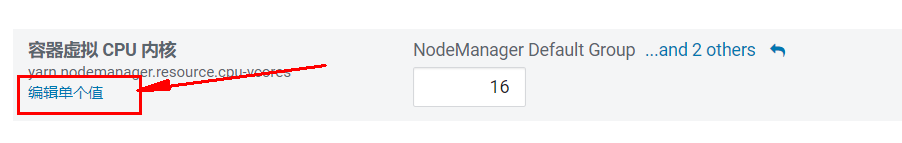 容器虚拟 CPU 内核
NodeManager Default Group ...and 2 others
yarn.nodemanager.resource.cpu-vcores
编辑单个值
16